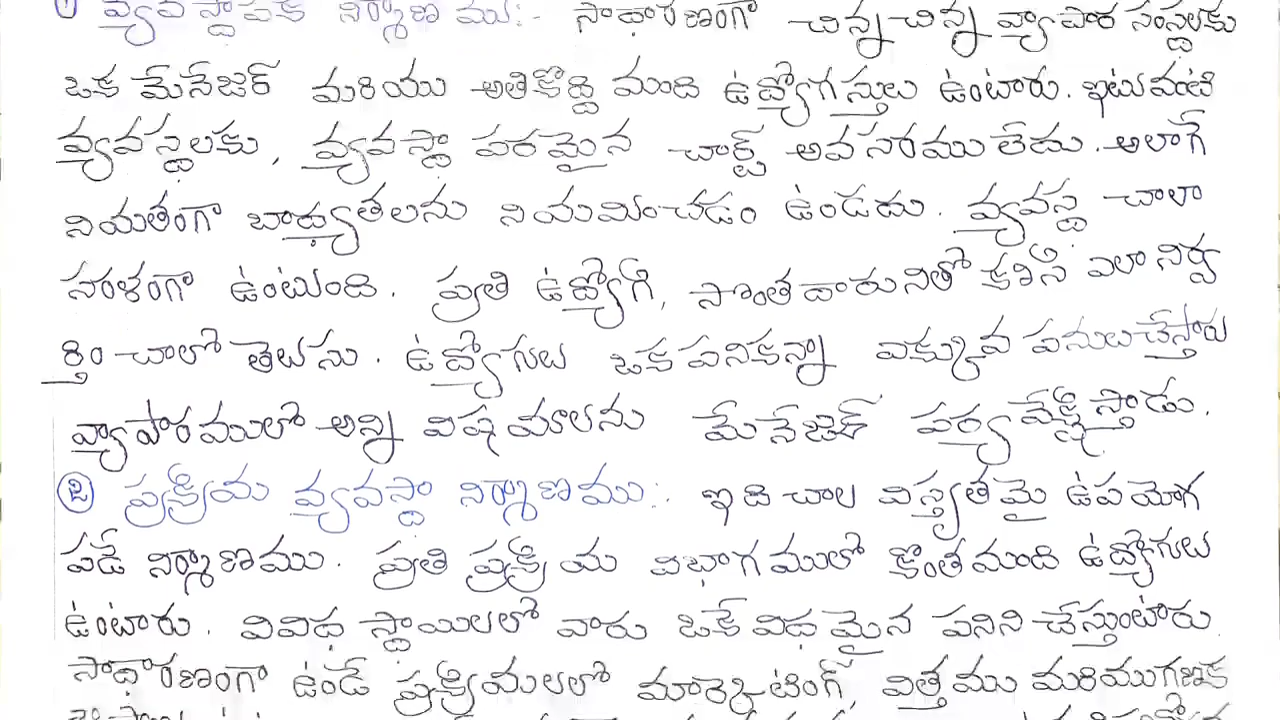 ① వ్యవస్థాపక నిర్మాణము:- సాధారణంగా చిన్నచిన్న వ్యాపార సంస్థలకు
ఒక మేనేజర్ మరియు అతికొద్ది మంది ఉద్యోగస్తులు ఉంటారు. ఇటువంటి
వ్యవస్థలకు, వ్యవస్థా పరమైన చార్ట్ అవసరము లేదు. అలాగే
నియతంగా బాధ్యతలను నియమించడం ఉండదు. వ్యవస్థ చాలా
సరళంగా ఉంటుంది. ప్రతి ఉద్యోగి, సొంతదారునితో కలిసి ఎలా నిర్వ
ర్తించాలో తెలుసు. ఉద్యోగులు ఒక పనికన్నా ఎక్కువ పనులు చేస్తారు
వ్యాపారములో అన్ని విషయాలను మేనేజర్ పర్యవేక్షిస్తాడు.
② ప్రక్రియ వ్యవస్థా నిర్మాణము:. ఇది చాల విస్తృతమై ఉపయోగ
పడే నిర్మాణము. ప్రతి ప్రక్రియ విభాగములో కొంతమంది ఉద్యోగులు
ఉంటారు. వివిధ స్థాయిలలో వారు ఒకే విధమైన పనిని చేస్తుంటారు.
సాధారణంగా ఉండే ప్రక్రియలలో మార్కెటింగ్, విత్తము మరియు గణక